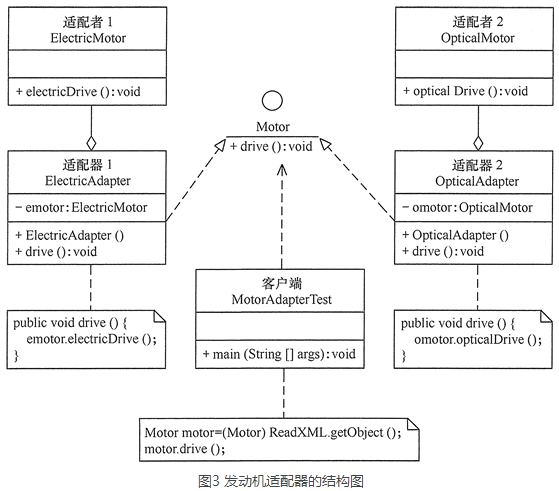 适配者 1
ElectricMotor
+ electricDrive (): void
适配者 2
OpticalMotor
+ optical Drive (): void
Motor
+ drive (): void
适配器 1
ElectricAdapter
− emotor: ElectricMotor
+ ElectricAdapter ()
+ drive (): void
适配器 2
OpticalAdapter
− omotor: OpticalMotor
+ OpticalAdapter ()
+ drive (): void
客户端
MotorAdapterTest
+ main (String [] args): void
public void drive () {
emotor.electricDrive ();
}
public void drive () {
omotor.opticalDrive ();
}
Motor motor=(Motor) ReadXML.getObject ();
motor.drive ();
图3 发动机适配器的结构图